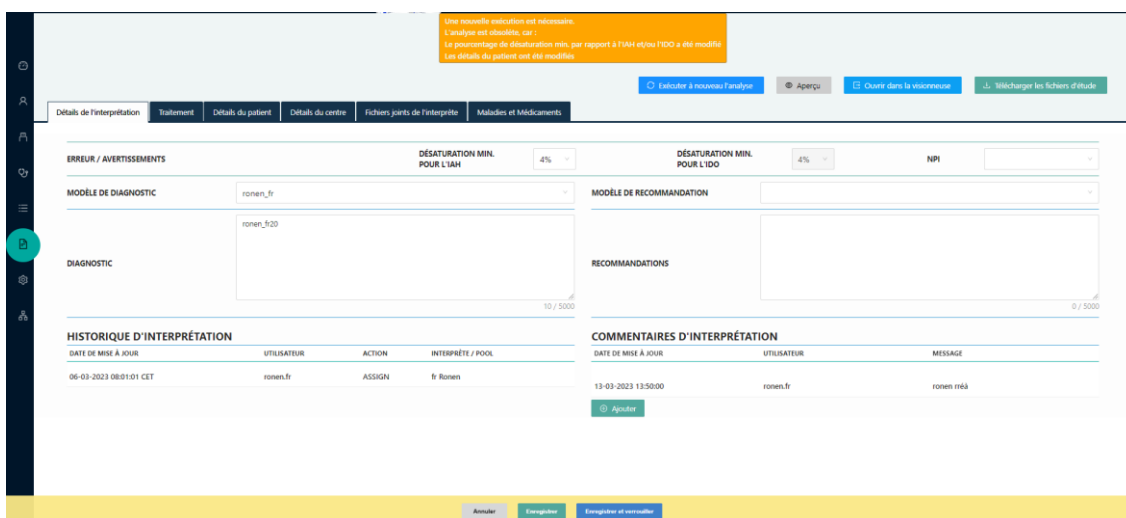 Une nouvelle exécution est nécessaire.
L'analyse est obsolète, car :
Le pourcentage de désaturation min. par rapport à l'IAH et/ou l'IDO a été modifié
Les détails du patient ont été modifiés
Exécuter à nouveau l'analyse
Aperçu
Ouvrir dans la visionneuse
Télécharger les fichiers d'étude
Détails de l'interprétation
Traitement
Détails du patient
Détails du centre
Fichiers joints de l'interprète
Maladies et Médicaments
ERREUR / AVERTISSEMENTS
DÉSATURATION MIN.
POUR L'IAH
4%
DÉSATURATION MIN.
POUR L'IDO
4%
NPI
MODÈLE DE DIAGNOSTIC
ronen_fr
MODÈLE DE RECOMMANDATION
DIAGNOSTIC
ronen_fr20
10 / 5000
RECOMMANDATIONS
0 / 5000
HISTORIQUE D'INTERPRÉTATION
DATE DE MISE À JOUR
UTILISATEUR
ACTION
INTERPRÈTE / POOL
06-03-2023 08:01:01 CET
ronen.fr
ASSIGN
fr Ronen
COMMENTAIRES D'INTERPRÉTATION
DATE DE MISE À JOUR
UTILISATEUR
MESSAGE
13-03-2023 13:50:00
ronen.fr
ronen rréà
Ajouter
Annuler
Enregistrer
Enregistrer et verrouiller